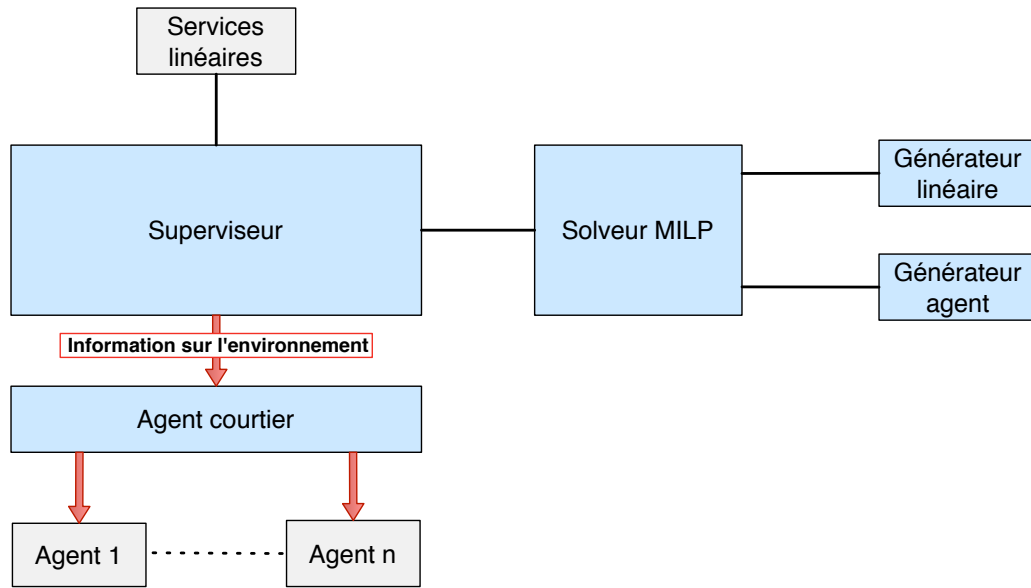 Services
linéaires
Superviseur
Solveur MILP
Générateur
linéaire
Générateur
agent
Information sur l'environnement
Agent courtier
Agent 1
Agent n